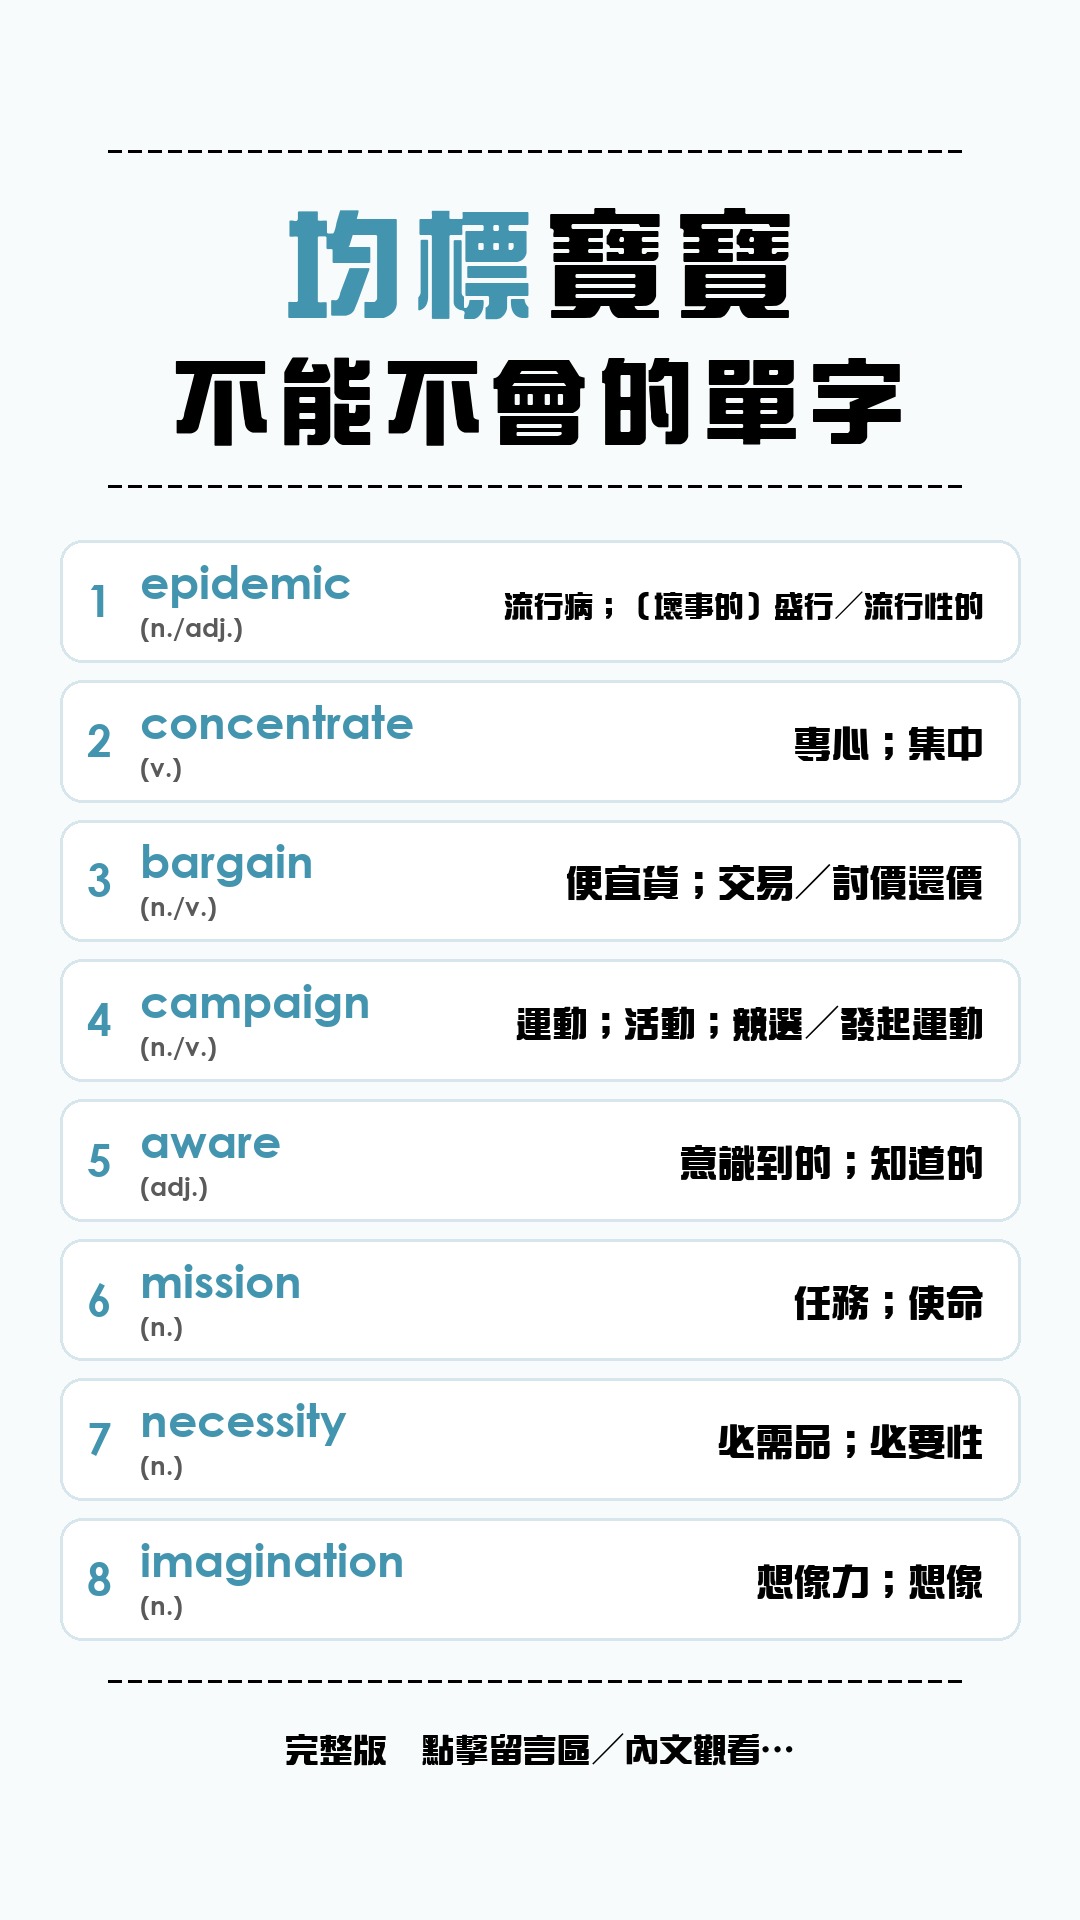 均標寶寶
不能不會的單字
1 epidemic
(n./adj.)
流行病；（壞事的）盛行／流行性的
2 concentrate
(v.)
專心；集中
3 bargain
(n./v.)
便宜貨；交易／討價還價
4 campaign
(n./v.)
運動；活動；競選／發起運動
5 aware
(adj.)
意識到的；知道的
6 mission
(n.)
任務；使命
7 necessity
(n.)
必需品；必要性
8 imagination
(n.)
想像力；想像
完整版　點擊留言區／內文觀看…